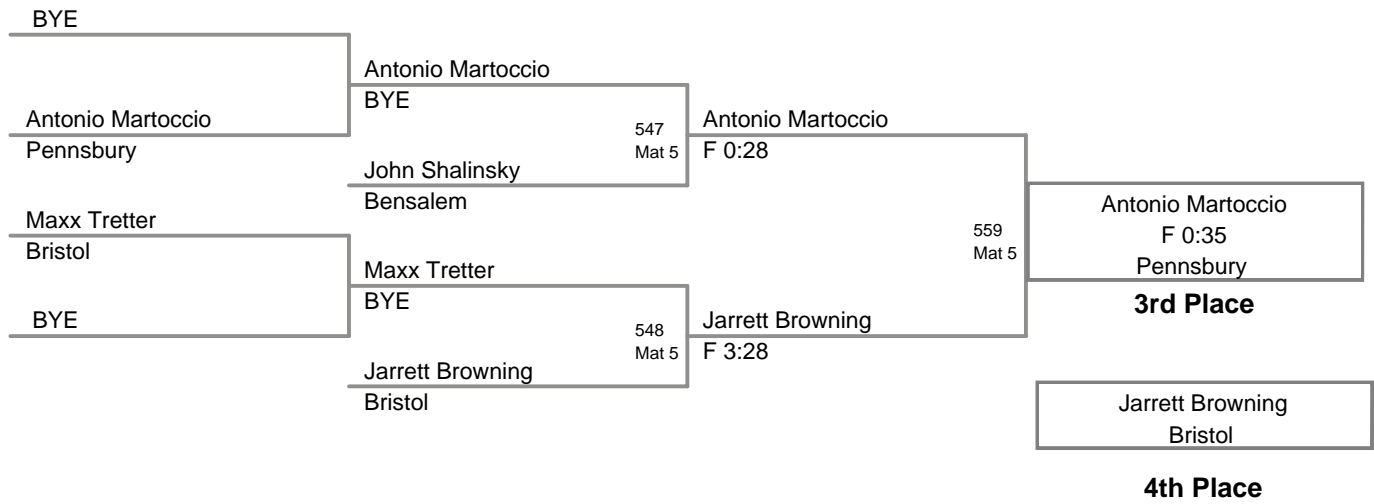 BYE
Antonio Martoccio
BYE
Antonio Martoccio
Pennsbury
547
Mat 5
Antonio Martoccio
F 0:28
John Shalinsky
Bensalem
Maxx Tretter
Bristol
559
Mat 5
Antonio Martoccio
F 0:35
Pennsbury
3rd Place
Maxx Tretter
BYE
BYE
548
Mat 5
Jarrett Browning
F 3:28
Jarrett Browning
Bristol
Jarrett Browning
Bristol
4th Place